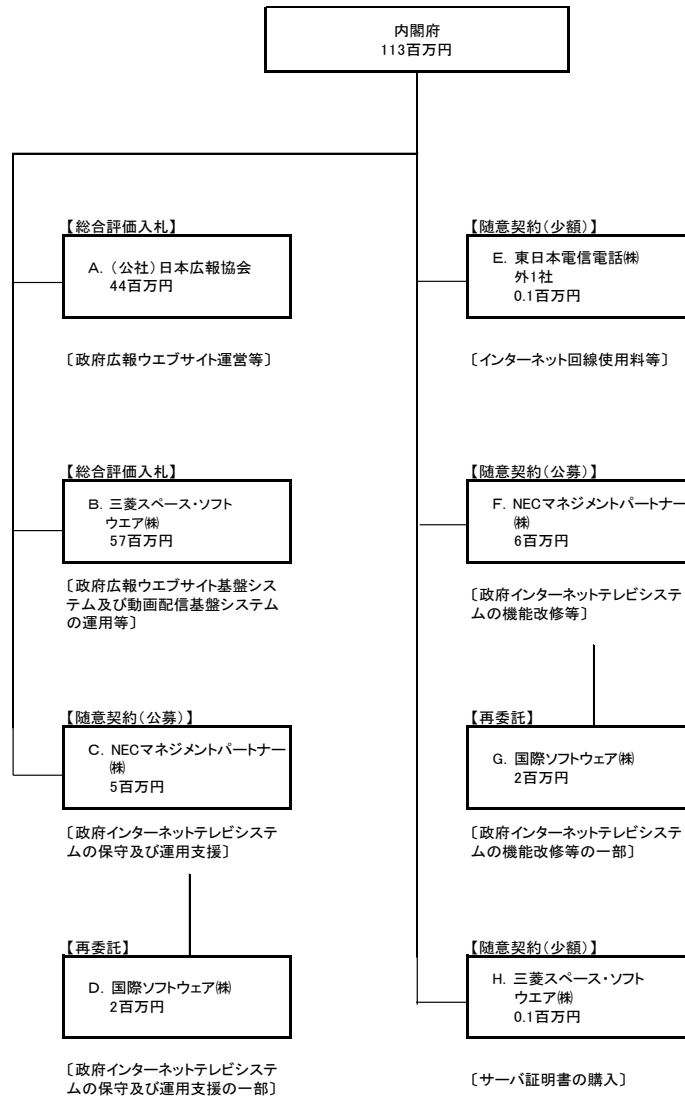 内閣府
113百万円
【総合評価入札】
A. (公社)日本広報協会
44百万円
〔政府広報ウエブサイト運営等〕
【総合評価入札】
B. 三菱スペース・ソフト
ウエア㈱
57百万円
〔政府広報ウエブサイト基盤シス
テム及び動画配信基盤システム
の運用等〕
【随意契約(公募)】
C. NECマネジメントパートナー
㈱
5百万円
〔政府インターネットテレビシステ
ムの保守及び運用支援〕
【再委託】
D. 国際ソフトウェア㈱
2百万円
〔政府インターネットテレビシステ
ムの保守及び運用支援の一部〕
【随意契約(少額)】
E. 東日本電信電話㈱
外1社
0.1百万円
〔インターネット回線使用料等〕
【随意契約(公募)】
F. NECマネジメントパートナー
㈱
6百万円
〔政府インターネットテレビシステ
ムの機能改修等〕
【再委託】
G. 国際ソフトウェア㈱
2百万円
〔政府インターネットテレビシステ
ムの機能改修等の一部〕
【随意契約(少額)】
H. 三菱スペース・ソフト
ウエア㈱
0.1百万円
〔サーバ証明書の購入〕